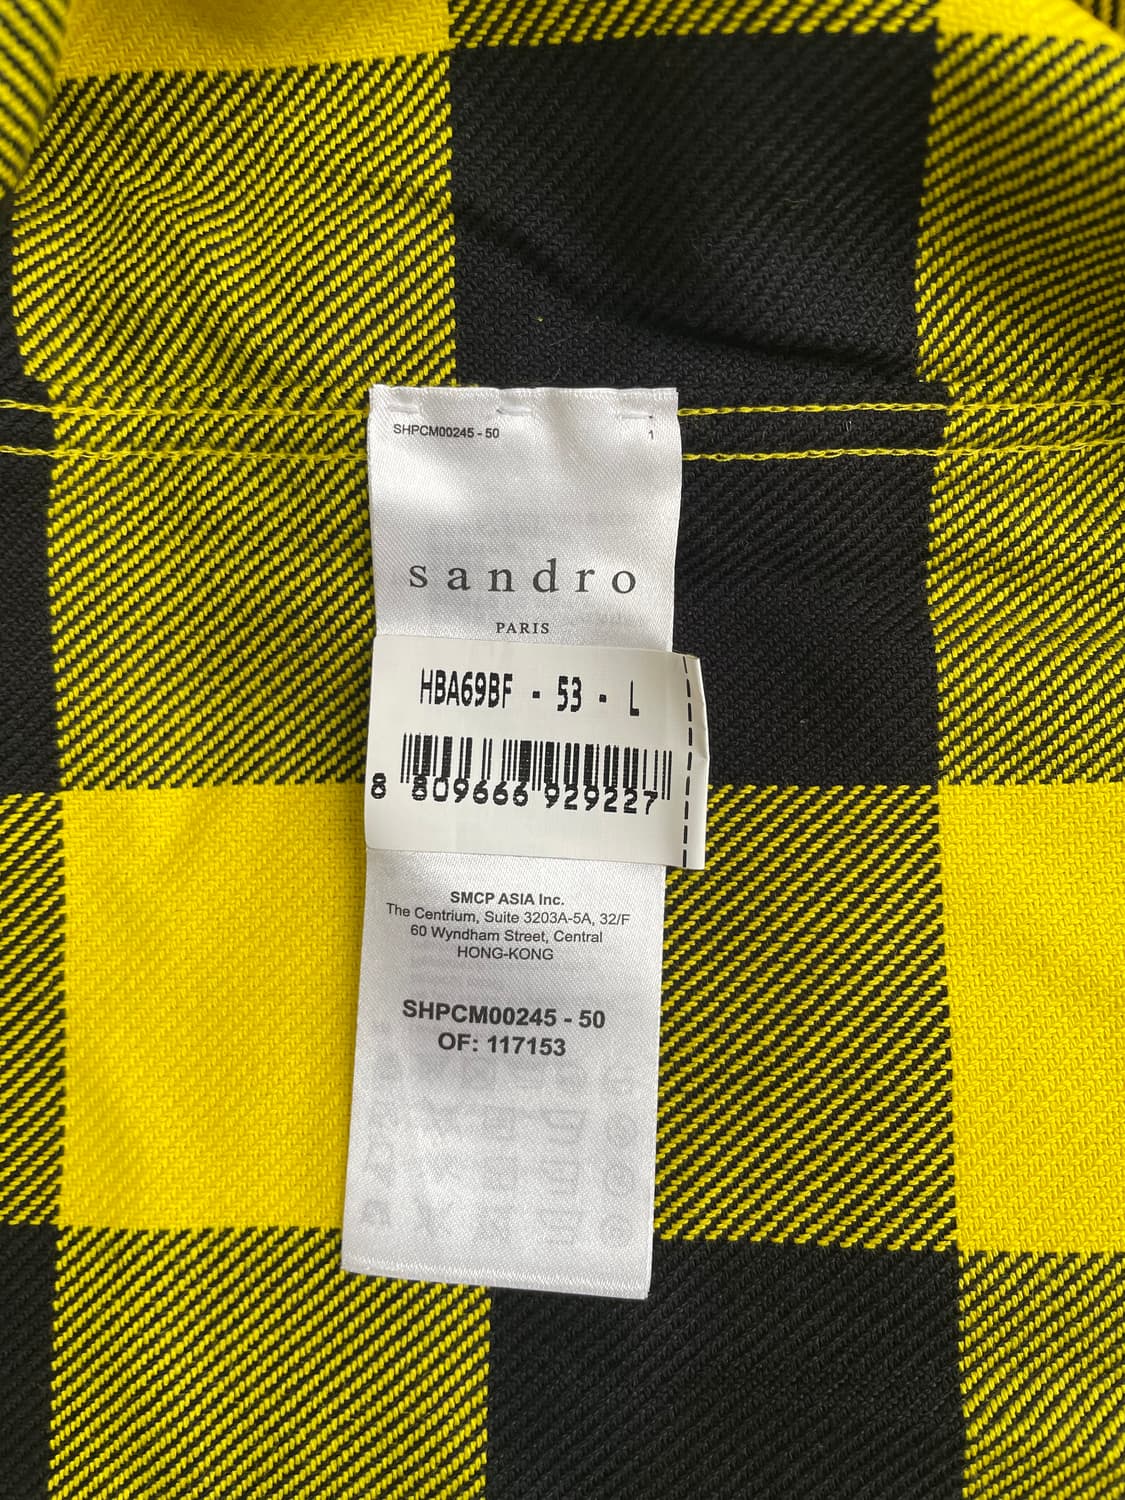 SHPCM00245 - 50
1
sandro
PARIS
HBA69BF - 53 - L
8 809666 929227
SMCP ASIA Inc.
The Centrium, Suite 3203A-5A, 32/F
60 Wyndham Street, Central
HONG-KONG
SHPCM00245 - 50
OF: 117153